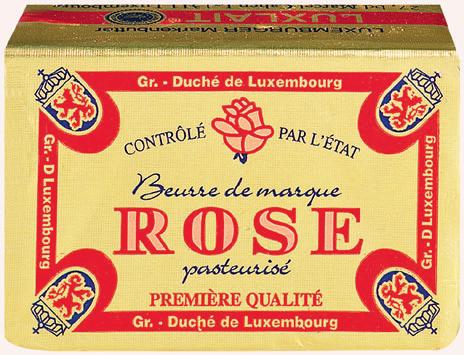 LUXLAIT
LUXEMBURGER Markenbutter
Gr. - Duché de Luxembourg
CONTRÔLÉ PAR L'ÉTAT
Gr. - D Luxembourg
Gr. - D Luxembourg
Beurre de marque
ROSE
pasteurisé
PREMIÈRE QUALITÉ
Gr. - Duché de Luxembourg